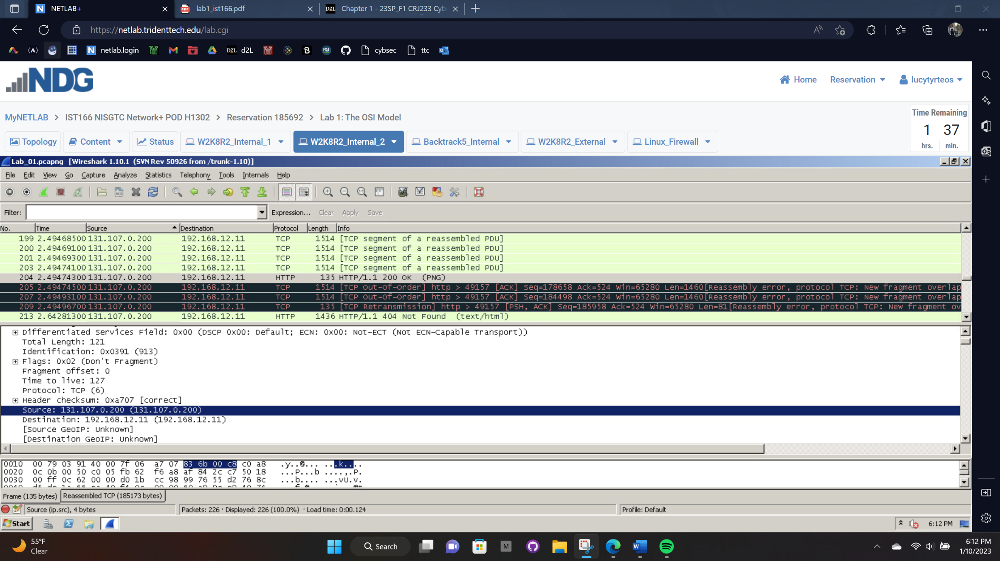 NETLAB+
lab1_ist166.pdf
D2L Chapter 1 - 23SP_F1 CRJ233 Cyb
https://netlab.tridenttech.edu/lab.cgi
netlab.login
D2L d2L
B
FSA
cybsec
ttc
NDG
Home
Reservation
lucytyrteos
MyNETLAB > IST166 NISGTC Network+ POD H1302 > Reservation 185692 > Lab 1: The OSI Model
Time Remaining
1 37
hrs. min.
Topology
Content
Status
W2K8R2_Internal_1
W2K8R2_Internal_2
Backtrack5_Internal
W2K8R2_External
Linux_Firewall
Lab_01.pcapng [Wireshark 1.10.1 (SVN Rev 50926 from /trunk-1.10)]
File Edit View Go Capture Analyze Statistics Telephony Tools Internals Help
Filter: Expression... Clear Apply Save
No. Time Source Destination Protocol Length Info
199 2.49468500 131.107.0.200 192.168.12.11 TCP 1514 [TCP segment of a reassembled PDU]
200 2.49469100 131.107.0.200 192.168.12.11 TCP 1514 [TCP segment of a reassembled PDU]
201 2.49469300 131.107.0.200 192.168.12.11 TCP 1514 [TCP segment of a reassembled PDU]
203 2.49474100 131.107.0.200 192.168.12.11 TCP 1514 [TCP segment of a reassembled PDU]
204 2.49474300 131.107.0.200 192.168.12.11 HTTP 135 HTTP/1.1 200 OK (PNG)
205 2.49474500 131.107.0.200 192.168.12.11 TCP 1514 [TCP Out-Of-Order] http > 49157 [ACK] Seq=178658 Ack=524 Win=65280 Len=1460[Reassembly error, protocol TCP: New fragment overlap
207 2.49493100 131.107.0.200 192.168.12.11 TCP 1514 [TCP Out-Of-Order] http > 49157 [ACK] Seq=184498 Ack=524 Win=65280 Len=1460[Reassembly error, protocol TCP: New fragment overlap
209 2.49496700 131.107.0.200 192.168.12.11 TCP 135 [TCP Retransmission] http > 49157 [PSH, ACK] Seq=185958 Ack=524 Win=65280 Len=81[Reassembly error, protocol TCP: New fragment ov
213 2.64281300 131.107.0.200 192.168.12.11 HTTP 1436 HTTP/1.1 404 Not Found (text/html)
Differentiated Services Field: 0x00 (DSCP 0x00: Default; ECN: 0x00: Not-ECT (Not ECN-Capable Transport))
Total Length: 121
Identification: 0x0391 (913)
Flags: 0x02 (Don't Fragment)
Fragment offset: 0
Time to live: 127
Protocol: TCP (6)
Header checksum: 0xa707 [correct]
Source: 131.107.0.200 (131.107.0.200)
Destination: 192.168.12.11 (192.168.12.11)
[Source GeoIP: Unknown]
[Destination GeoIP: Unknown]
0010 00 79 03 91 40 00 7f 06 a7 07 83 6b 00 c8 c0 a8 .y..@... ...k....
0020 0c 0b 00 50 c0 05 fb 62 f6 a8 af 84 2c c7 50 18 ...P...b ....,.P.
0030 00 ff 0c 62 00 00 d0 1b cc 98 99 76 55 d2 76 8c ...b.... ...vU.v.
Frame (135 bytes) Reassembled TCP (185173 bytes)
Source (ip.src), 4 bytes
Packets: 226 · Displayed: 226 (100.0%) · Load time: 0:00.124
Profile: Default
Start
6:12 PM
55°F
Clear
Search
M
6:12 PM
1/10/2023